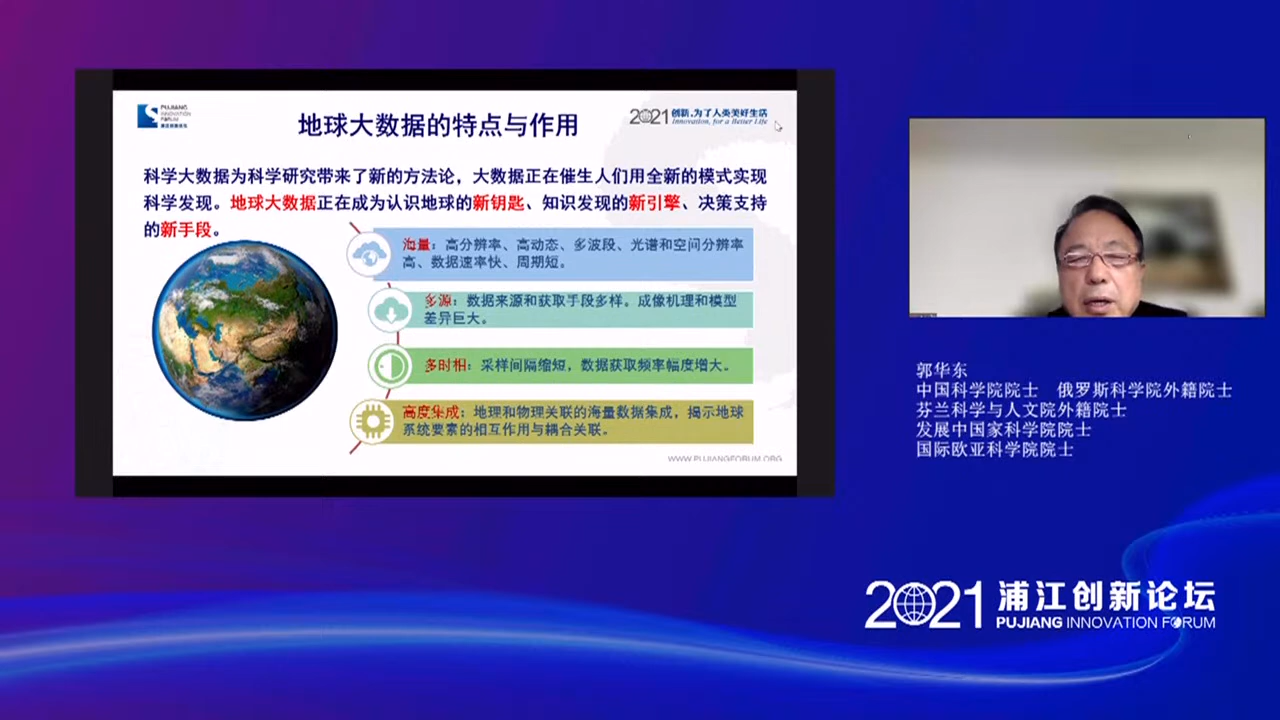 PUJIANG
INNOVATION
FORUM
浦江创新论坛
地球大数据的特点与作用
2021 创新,为了人类美好生活
Innovation, for a Better Life
科学大数据为科学研究带来了新的方法论，大数据正在催生人们用全新的模式实现
科学发现。地球大数据正在成为认识地球的新钥匙、知识发现的新引擎、决策支持
的新手段。
海量：高分辨率、高动态、多波段、光谱和空间分辨率
高、数据速率快、周期短。
多源：数据来源和获取手段多样。成像机理和模型
差异巨大。
多时相：采样间隔缩短，数据获取频率幅度增大。
高度集成：地理和物理关联的海量数据集成，揭示地球
系统要素的相互作用与耦合关联。
WWW.PUJIANGFORUM.ORG
郭华东
中国科学院院士 俄罗斯科学院外籍院士
芬兰科学与人文院外籍院士
发展中国家科学院院士
国际欧亚科学院院士
2021 浦江创新论坛
PUJIANG INNOVATION FORUM